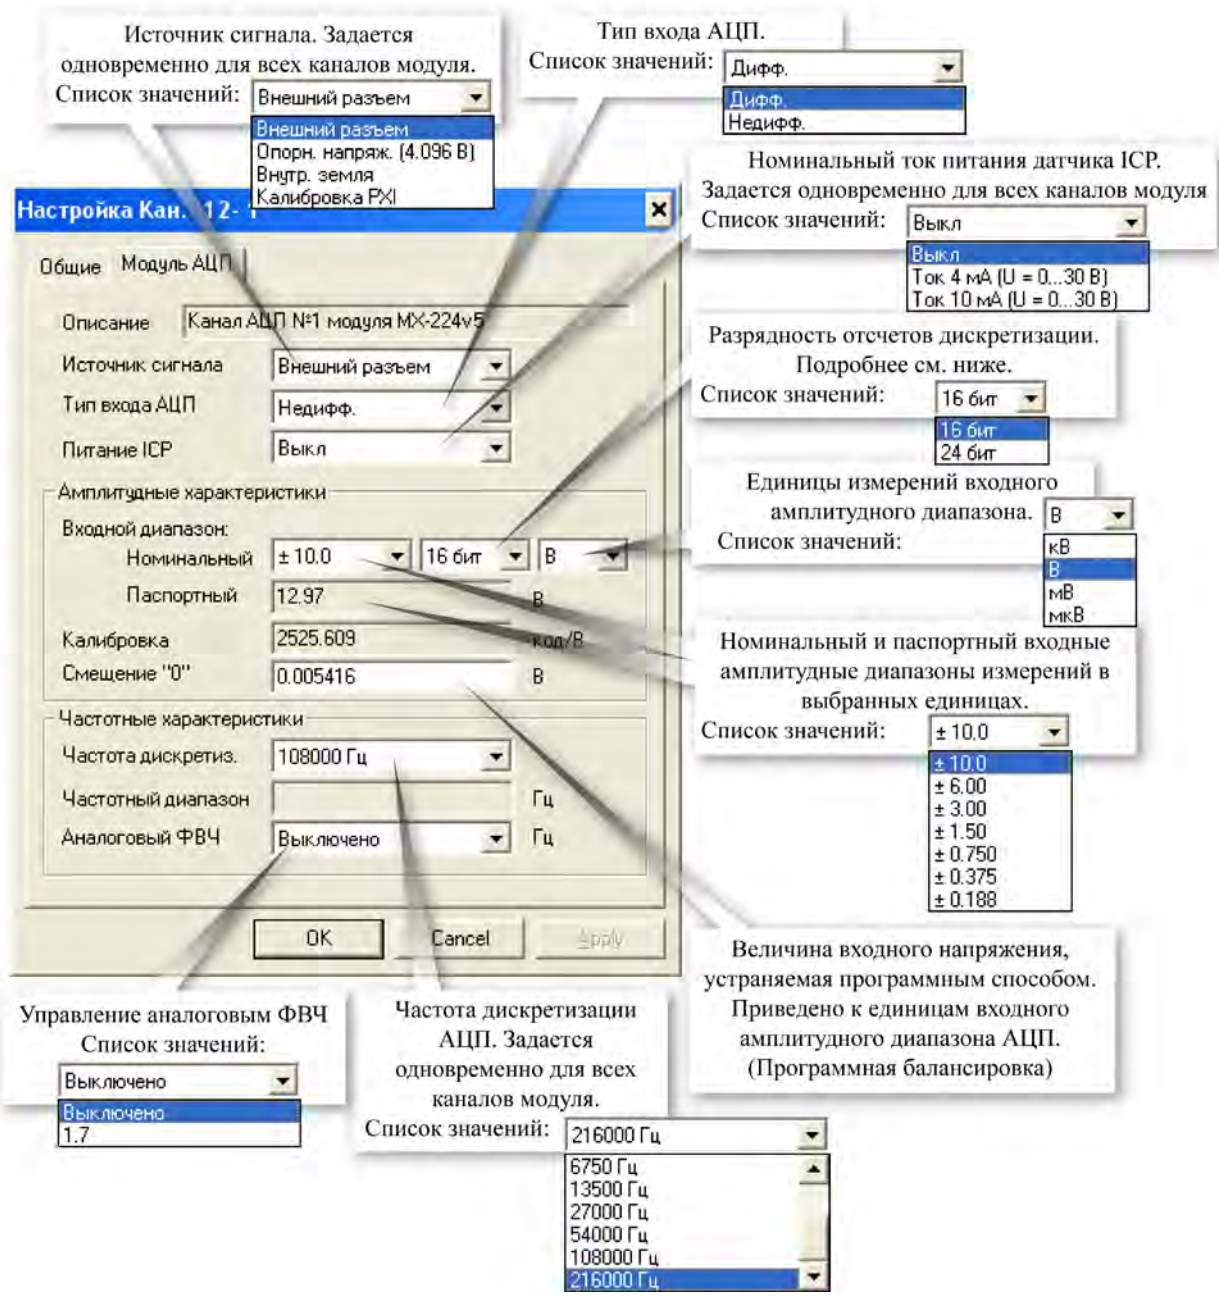 Источник сигнала. Задается
одновременно для всех каналов модуля.
Список значений:
Внешний разъем
Внешний разъем
Опорн. напряж. (4.096 В)
Внутр. земля
Калибровка PXI
Тип входа АЦП.
Список значений:
Дифф.
Дифф.
Недифф.
Номинальный ток питания датчика ICP.
Задается одновременно для всех каналов модуля
Список значений:
Выкл
Выкл
Ток 4 мА (U = 0...30 В)
Ток 10 мА (U = 0...30 В)
Настройка Кан.
12-
Общие
Модуль АЦП
Описание
Канал АЦП №1 модуля MX-224v5
Источник сигнала
Внешний разъем
Тип входа АЦП
Недифф.
Питание ICP
Выкл
Амплитудные характеристики
Входной диапазон:
Номинальный
± 10.0
16 бит
В
Паспортный
12.97
В
Калибровка
2525.609
код/В
Смещение "0"
0.005416
В
Частотные характеристики
Частота дискретиз.
108000 Гц
Частотный диапазон
Гц
Аналоговый ФВЧ
Выключено
Гц
OK
Cancel
Apply
Разрядность отсчетов дискретизации.
Подробнее см. ниже.
Список значений:
16 бит
16 бит
24 бит
Единицы измерений входного
амплитудного диапазона.
Список значений:
В
кВ
В
мВ
мкВ
Номинальный и паспортный входные
амплитудные диапазоны измерений в
выбранных единицах.
Список значений:
± 10.0
± 10.0
± 6.00
± 3.00
± 1.50
± 0.750
± 0.375
± 0.188
Величина входного напряжения,
устраняемая программным способом.
Приведено к единицам входного
амплитудного диапазона АЦП.
(Программная балансировка)
Управление аналоговым ФВЧ
Список значений:
Выключено
Выключено
1.7
Частота дискретизации
АЦП. Задается
одновременно для всех
каналов модуля.
Список значений:
216000 Гц
6750 Гц
13500 Гц
27000 Гц
54000 Гц
108000 Гц
216000 Гц